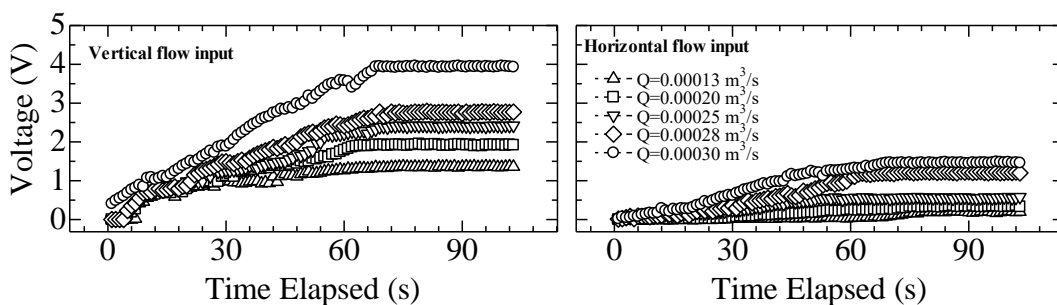 Voltage (V)
5
4
3
2
1
0
Vertical flow input
0 30 60 90
Time Elapsed (s)
Horizontal flow input
Q=0.00013 m³/s
Q=0.00020 m³/s
Q=0.00025 m³/s
Q=0.00028 m³/s
Q=0.00030 m³/s
0 30 60 90
Time Elapsed (s)